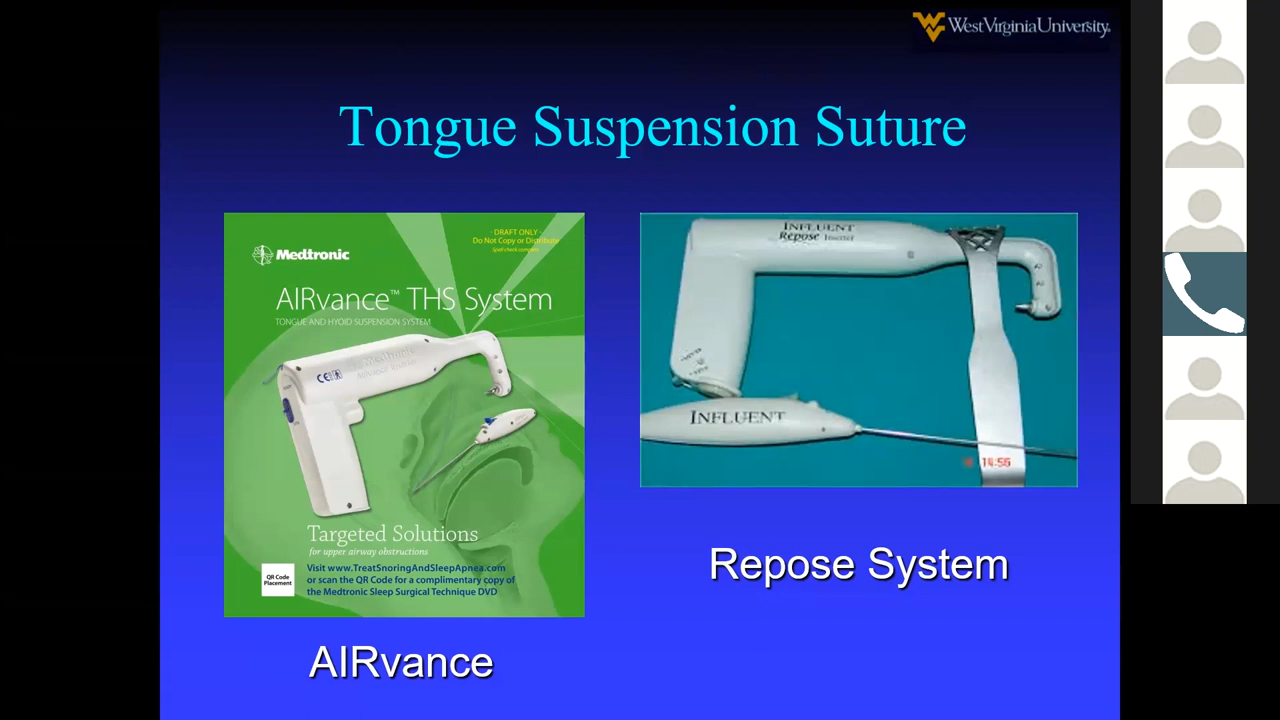 West Virginia University.
Tongue Suspension Suture
- DRAFT ONLY -
Do Not Copy or Distribute
Medtronic
AIRvance™ THS System
TONGUE AND HYOID SUSPENSION SYSTEM
Medtronic
CE
Targeted Solutions
for upper airway obstructions
QR Code
Placement
Visit www.TreatSnoringAndSleepApnea.com
or scan the QR Code for a complimentary copy of
the Medtronic Sleep Surgical Technique DVD
AIRvance
INFLUENT
Repose Inserter
INFLUENT
14:56
Repose System